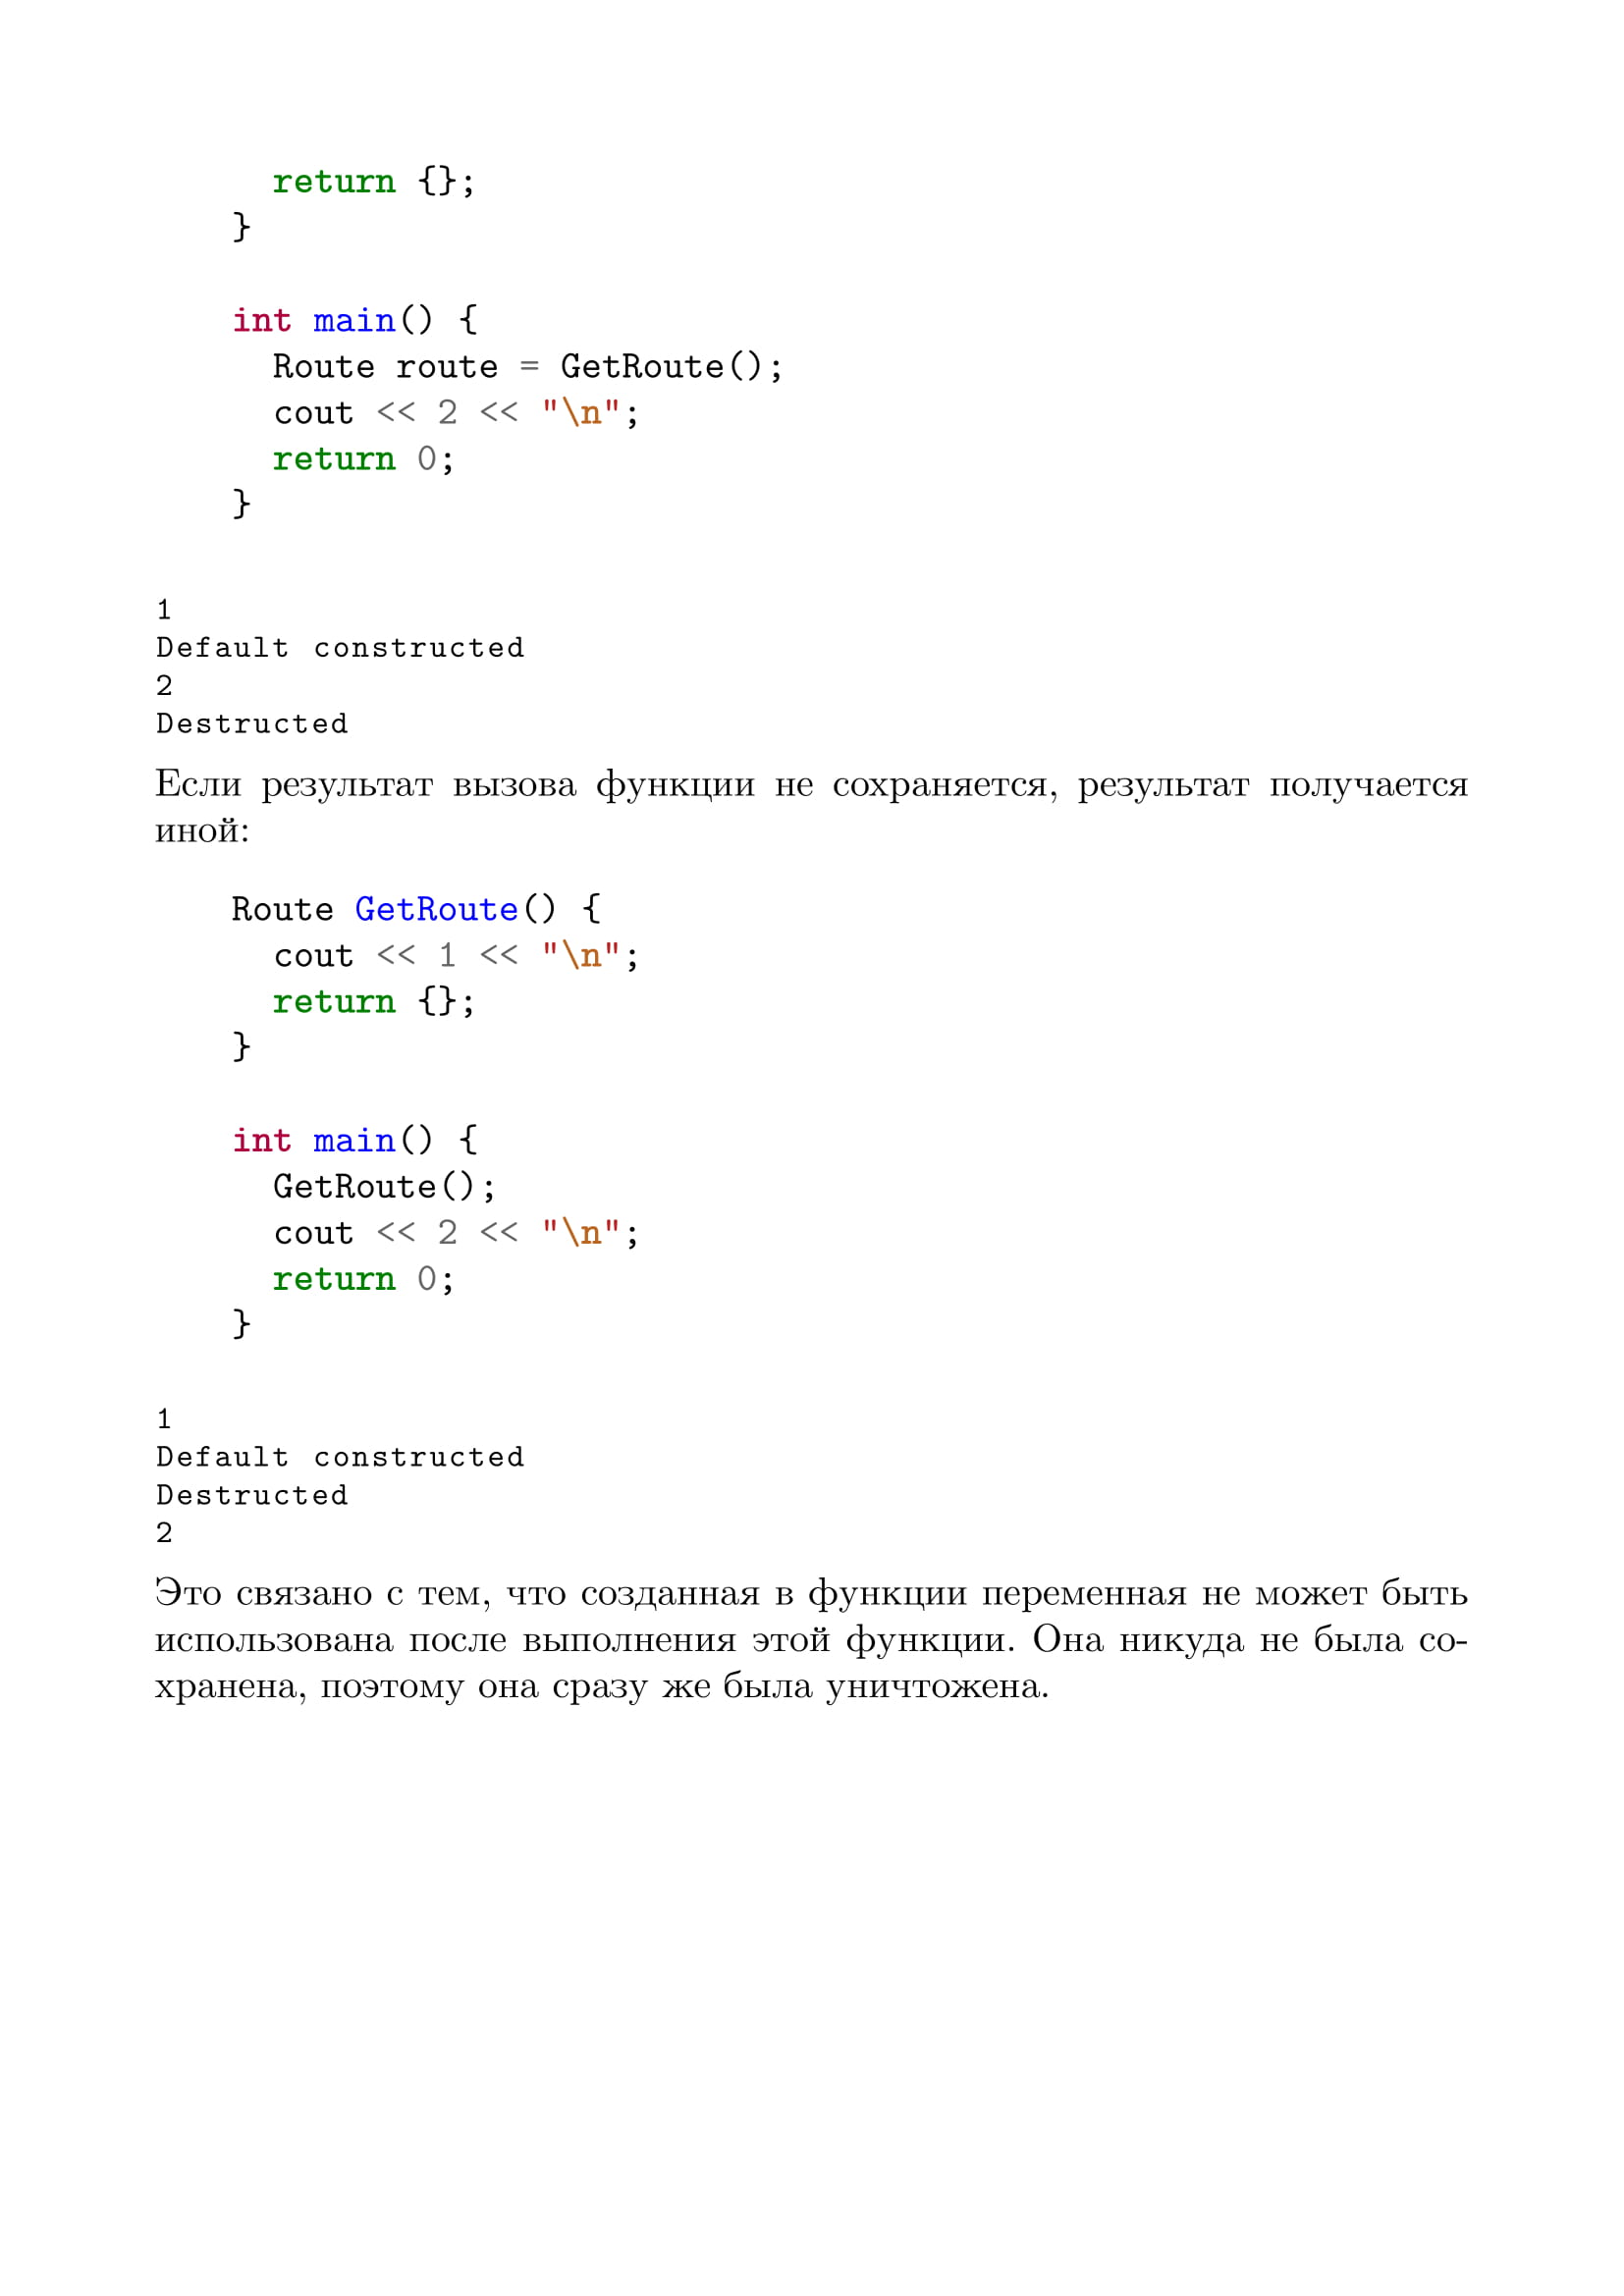 return {};
}
int main() {
Route route = GetRoute();
cout << 2 << "\n";
return 0;
}
1
Default constructed
2
Destructed
Если результат вызова функции не сохраняется, результат получается
иной:
Route GetRoute() {
cout << 1 << "\n";
return {};
}
int main() {
GetRoute();
cout << 2 << "\n";
return 0;
}
1
Default constructed
Destructed
2
Это связано с тем, что созданная в функции переменная не может быть
использована после выполнения этой функции. Она никуда не была со-
хранена, поэтому она сразу же была уничтожена.